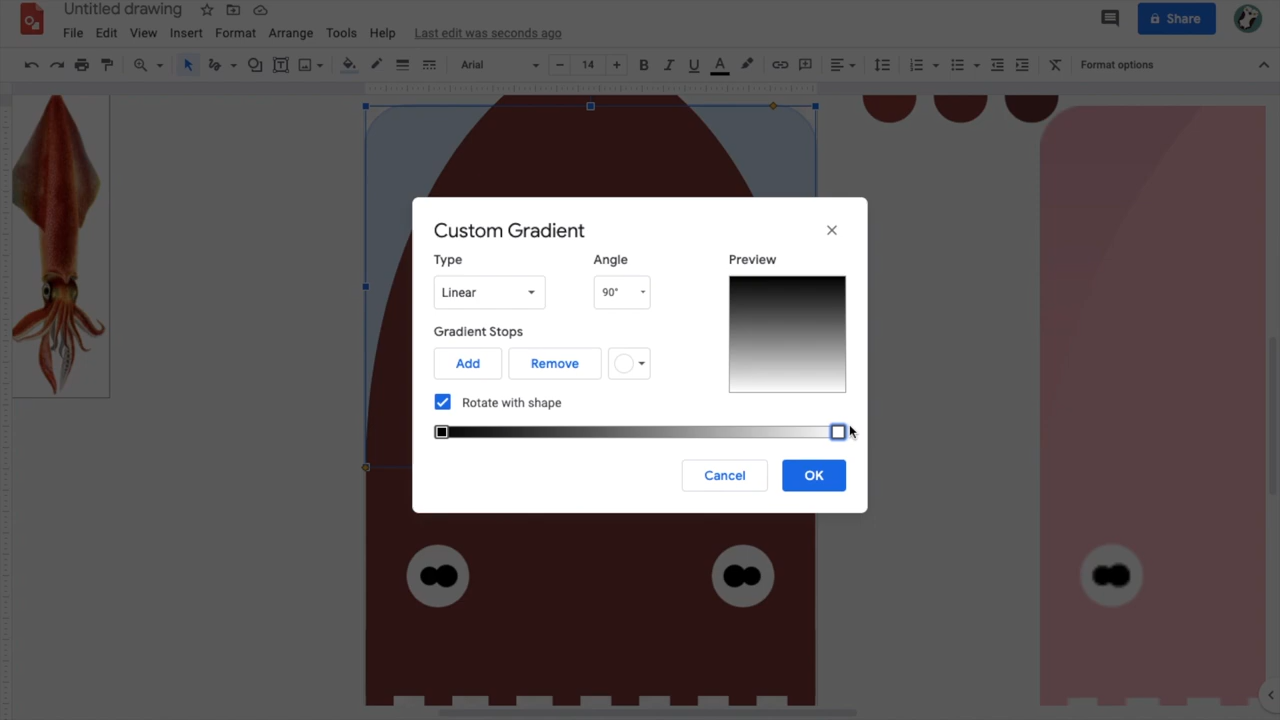 Untitled drawing
File Edit View Insert Format Arrange Tools Help Last edit was seconds ago
Share
Arial 14 B I U A Format options
Custom Gradient
Type Angle Preview
Linear 90°
Gradient Stops
Add Remove
Rotate with shape
Cancel OK